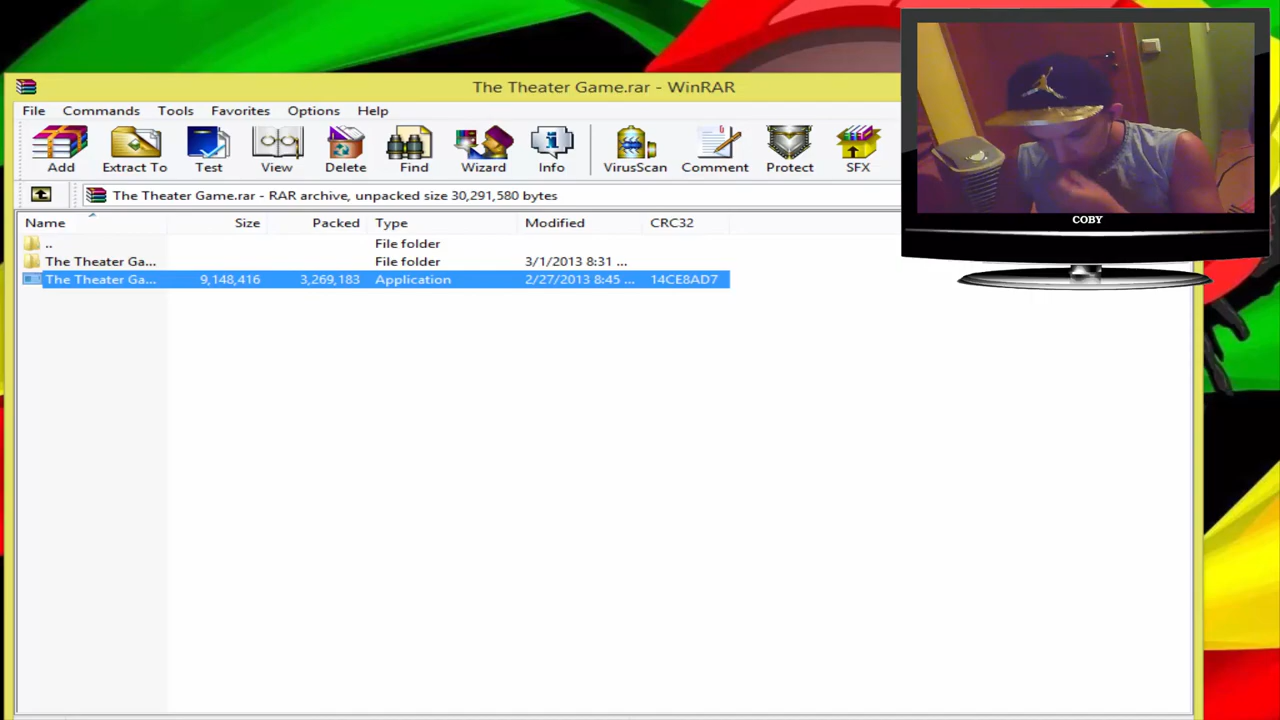 The Theater Game.rar - WinRAR
File Commands Tools Favorites Options Help
Add Extract To Test View Delete Find Wizard Info VirusScan Comment Protect SFX
The Theater Game.rar - RAR archive, unpacked size 30,291,580 bytes
Name Size Packed Type Modified CRC32
.. File folder
The Theater Ga... File folder 3/1/2013 8:31 ...
The Theater Ga... 9,148,416 3,269,183 Application 2/27/2013 8:45 ... 14CE8AD7
COBY